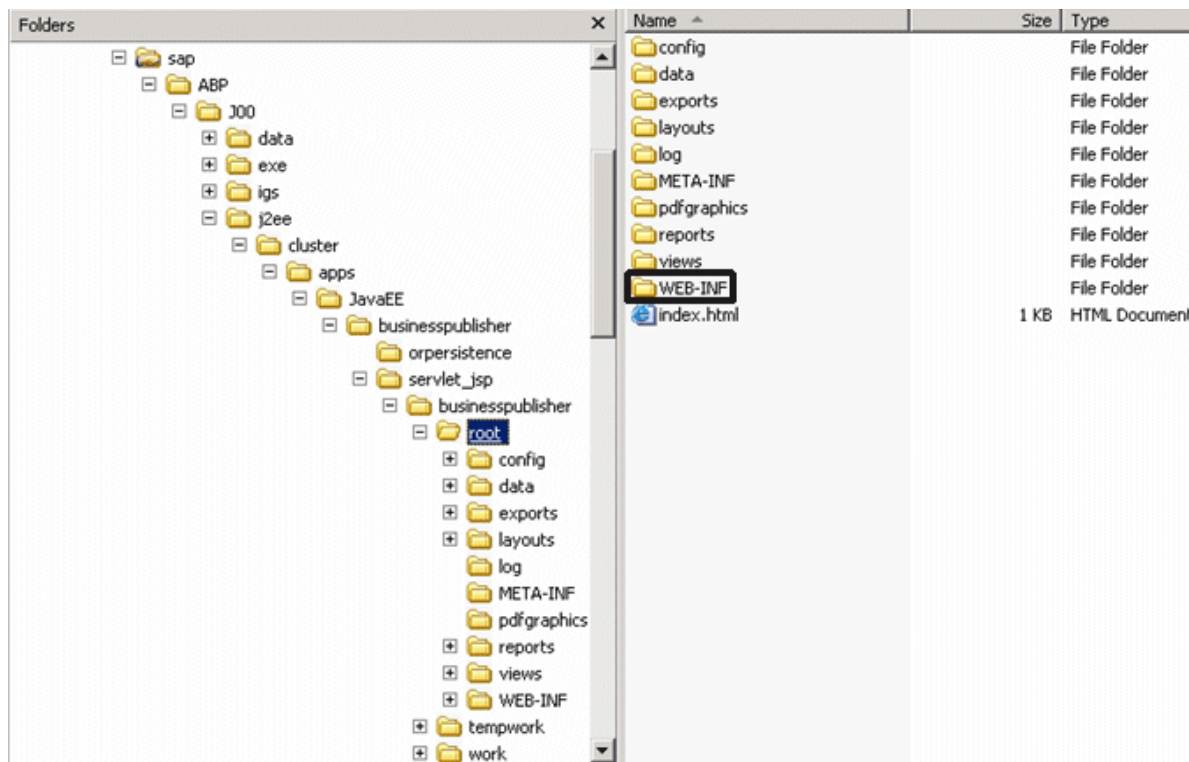 Folders
sap
ABP
J00
data
exe
igs
j2ee
cluster
apps
JavaEE
businesspublisher
orpersistence
servlet_jsp
businesspublisher
root
config
data
exports
layouts
log
META-INF
pdfgraphics
reports
views
WEB-INF
tempwork
work
Name Size Type
config File Folder
data File Folder
exports File Folder
layouts File Folder
log File Folder
META-INF File Folder
pdfgraphics File Folder
reports File Folder
views File Folder
WEB-INF File Folder
index.html 1 KB HTML Document